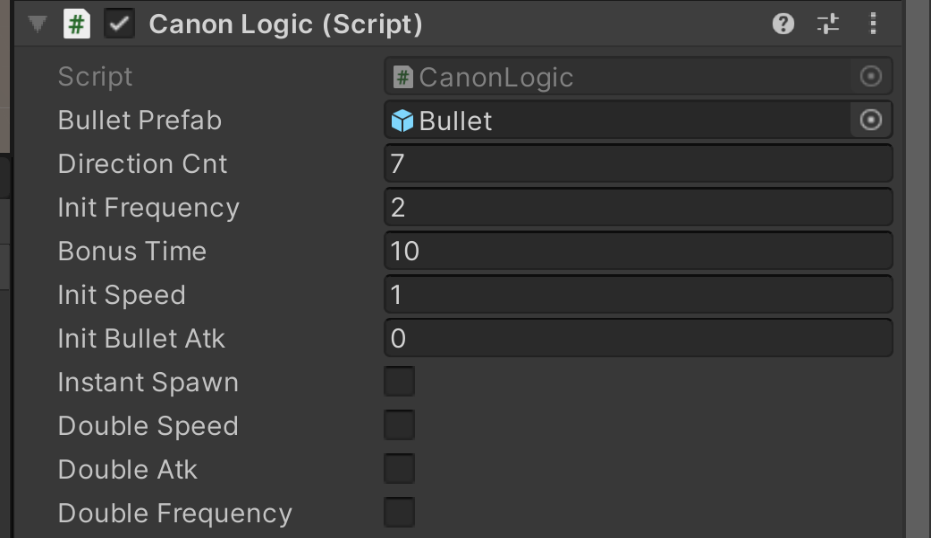 Canon Logic (Script)
Script # CanonLogic
Bullet Prefab Bullet
Direction Cnt 7
Init Frequency 2
Bonus Time 10
Init Speed 1
Init Bullet Atk 0
Instant Spawn
Double Speed
Double Atk
Double Frequency